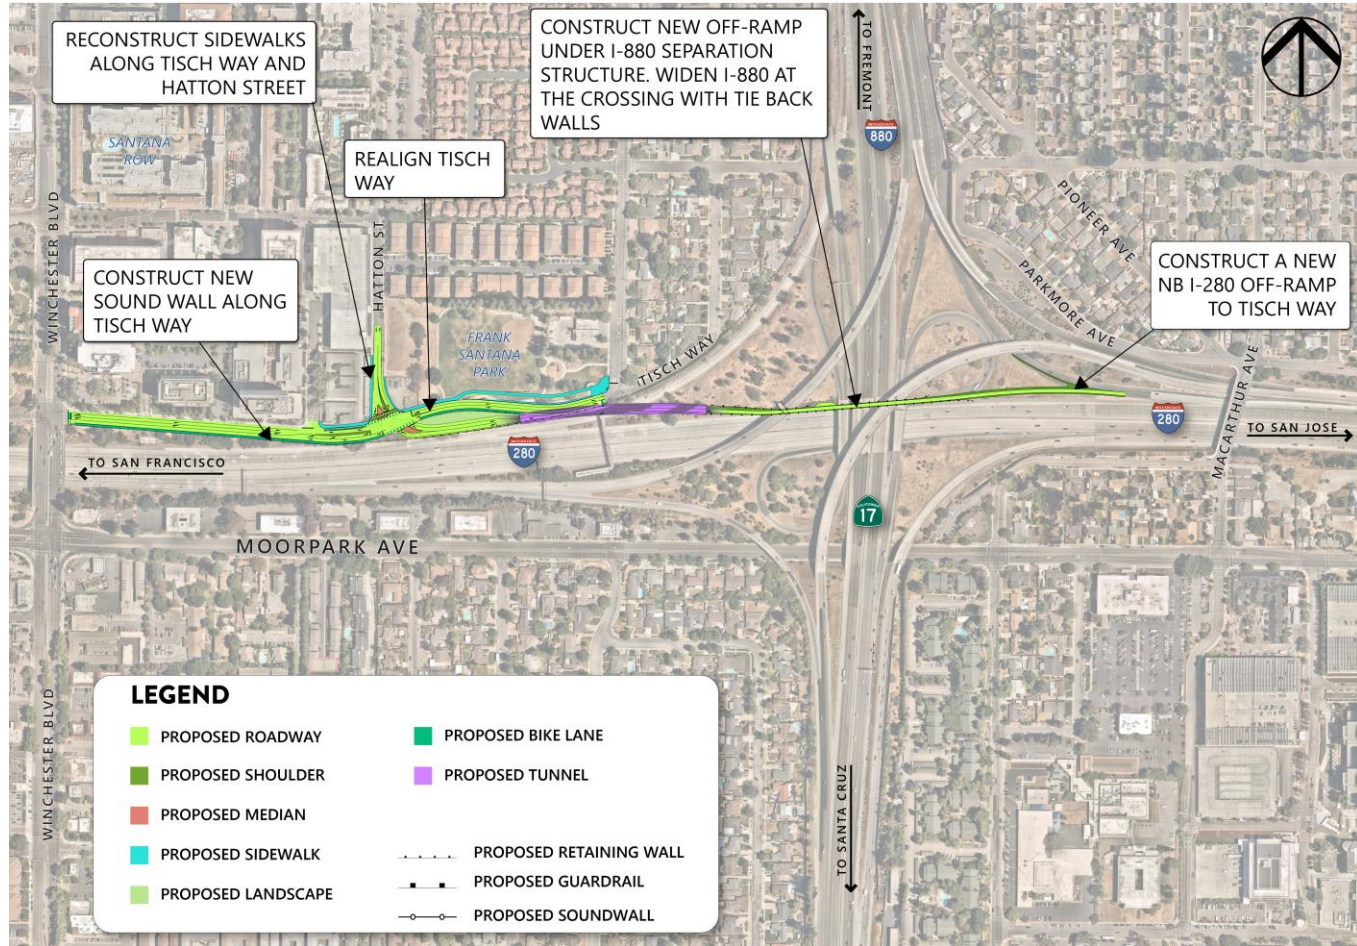 RECONSTRUCT SIDEWALKS
ALONG TISCH WAY AND
HATTON STREET
CONSTRUCT NEW OFF-RAMP
UNDER I-880 SEPARATION
STRUCTURE. WIDEN I-880 AT
THE CROSSING WITH TIE BACK
WALLS
TO FREMONT
INTERSTATE
880
SANTANA
ROW
REALIGN TISCH
WAY
WINCHESTER BLVD
HATTON ST.
PIONEER AVE
PARKMORE AVE
CONSTRUCT A NEW
NB I-280 OFF-RAMP
TO TISCH WAY
CONSTRUCT NEW
SOUND WALL ALONG
TISCH WAY
FRANK
SANTANA
PARK
TISCH WAY
MACARTHUR AVE
INTERSTATE
280
INTERSTATE
280
TO SAN JOSE
TO SAN FRANCISCO
CALIFORNIA
17
MOORPARK AVE
WINCHESTER BLVD
TO SANTA CRUZ
LEGEND
PROPOSED ROADWAY
PROPOSED SHOULDER
PROPOSED MEDIAN
PROPOSED SIDEWALK
PROPOSED LANDSCAPE
PROPOSED BIKE LANE
PROPOSED TUNNEL
PROPOSED RETAINING WALL
PROPOSED GUARDRAIL
PROPOSED SOUNDWALL